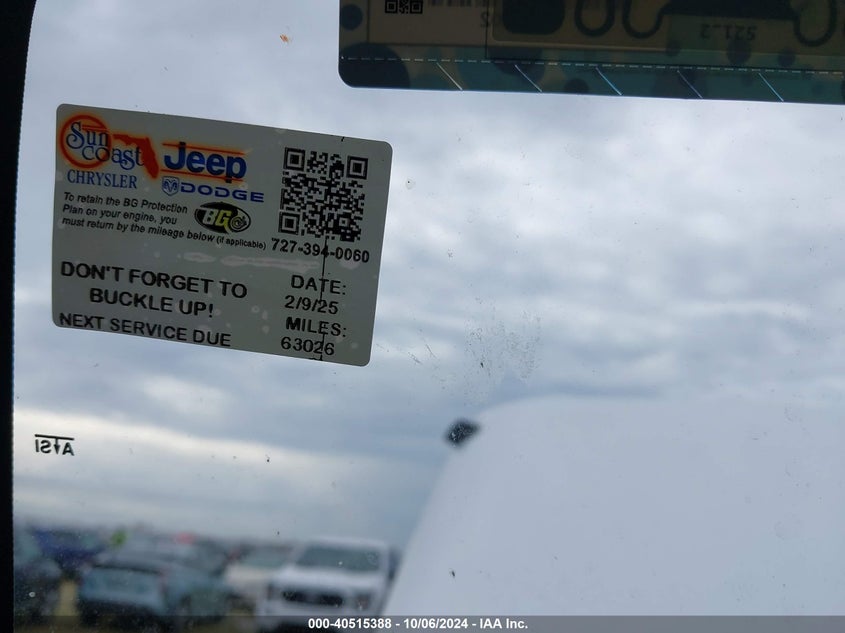 521_2
Sun
coast
CHRYSLER
Jeep
DODGE
To retain the BG Protection
Plan on your engine, you
must return by the mileage below (if applicable)
BG
727-394-0060
DON'T FORGET TO
BUCKLE UP!
NEXT SERVICE DUE
DATE:
2/9/25
MILES:
63026
AS1
000-40515388 - 10/06/2024 - IAA Inc.